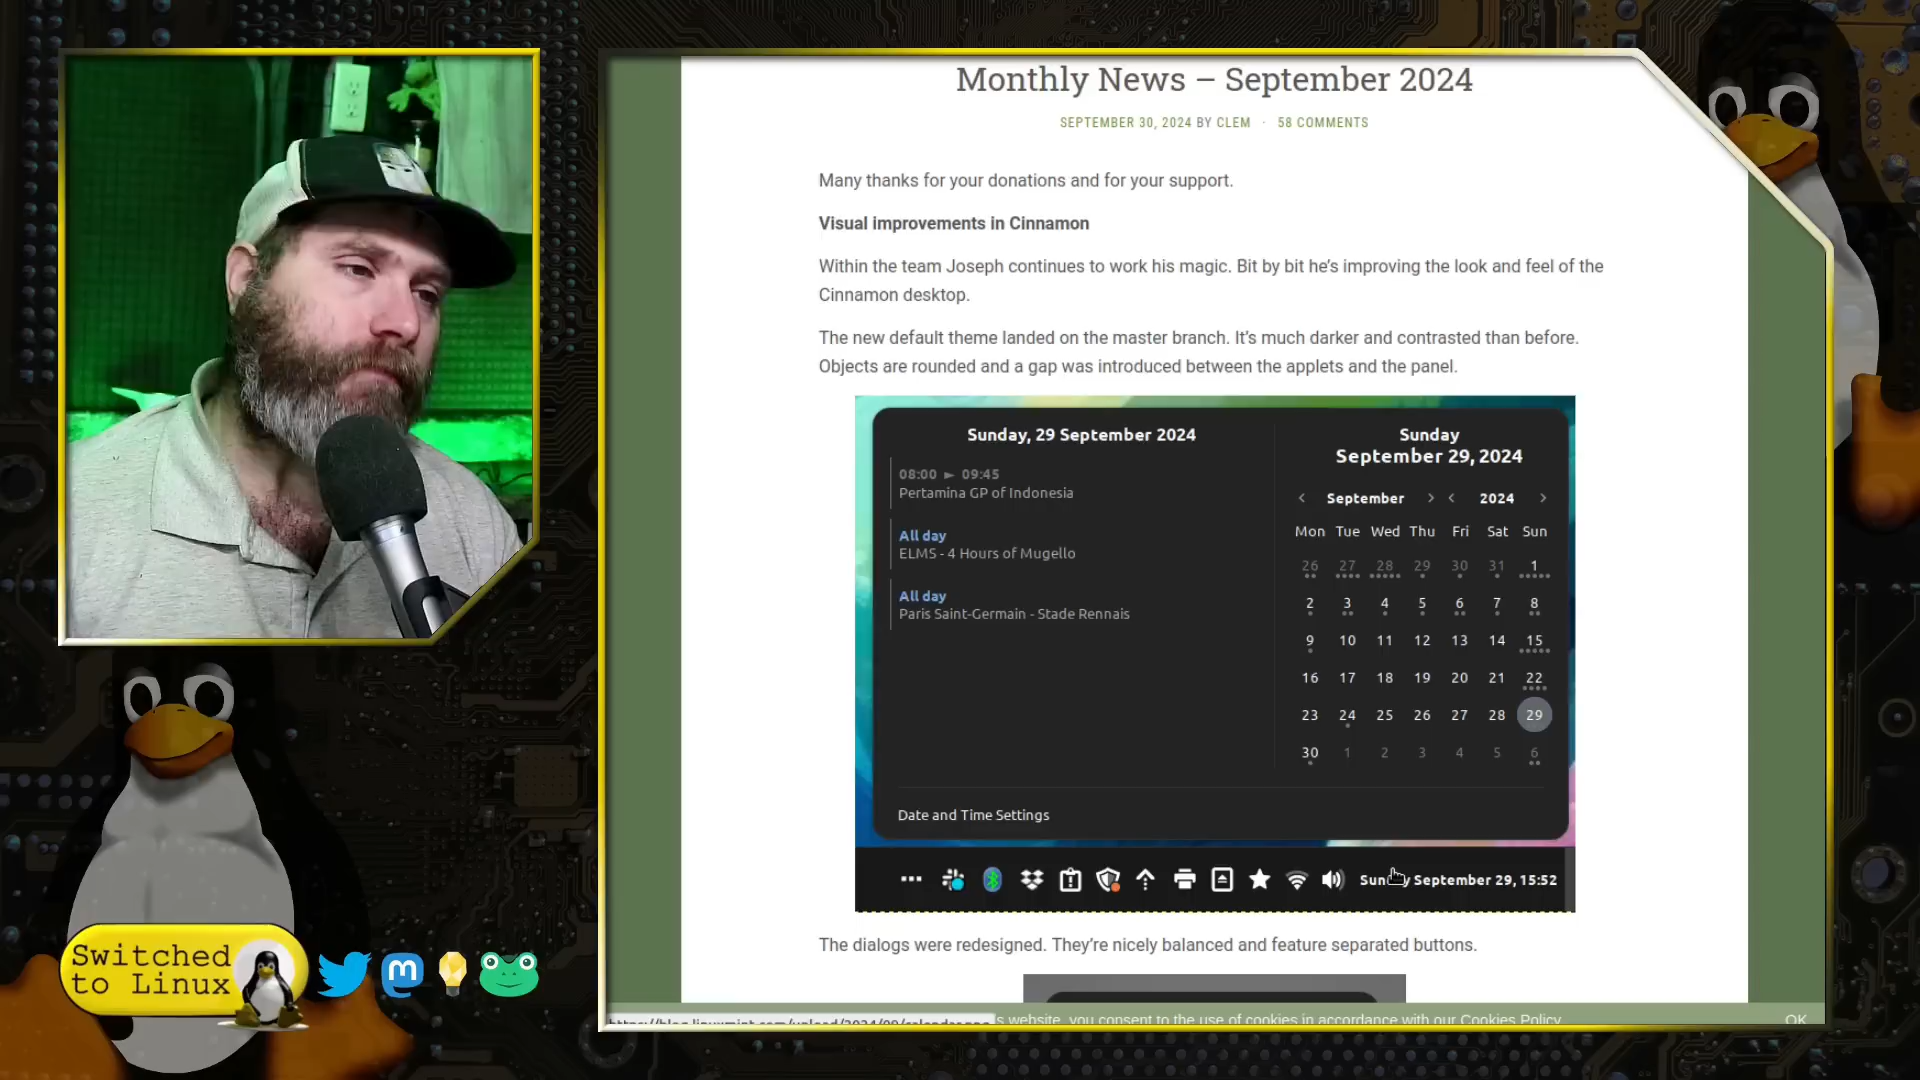 Monthly News – September 2024
SEPTEMBER 30, 2024 BY CLEM · 58 COMMENTS
Many thanks for your donations and for your support.
Visual improvements in Cinnamon
Within the team Joseph continues to work his magic. Bit by bit he's improving the look and feel of the
Cinnamon desktop.
The new default theme landed on the master branch. It's much darker and contrasted than before.
Objects are rounded and a gap was introduced between the applets and the panel.
Sunday, 29 September 2024
08:00 ► 09:45
Pertamina GP of Indonesia
All day
ELMS - 4 Hours of Mugello
All day
Paris Saint-Germain - Stade Rennais
Sunday
September 29, 2024
‹ September › ‹ 2024 ›
Mon Tue Wed Thu Fri Sat Sun
26 27 28 29 30 31 1
2 3 4 5 6 7 8
9 10 11 12 13 14 15
16 17 18 19 20 21 22
23 24 25 26 27 28 29
30 1 2 3 4 5 6
Date and Time Settings
Sunday September 29, 15:52
The dialogs were redesigned. They're nicely balanced and feature separated buttons.
https://blog.linuxmint.com/upload/2024/09/calendar.png
s website, you consent to the use of cookies in accordance with our Cookies Policy OK
Switched
to Linux